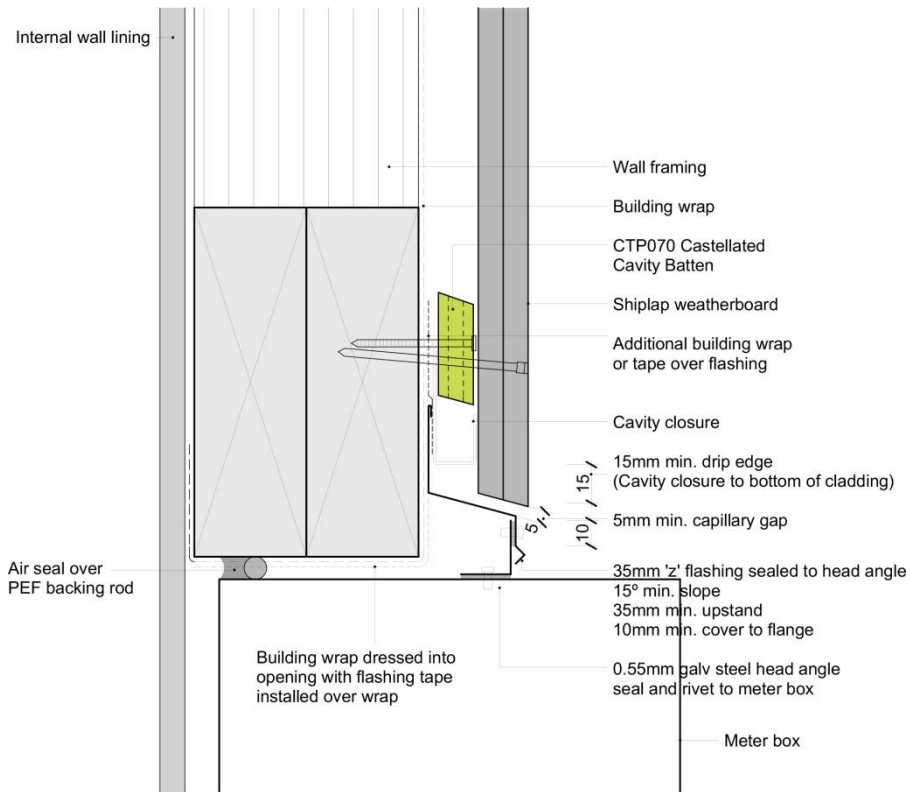 Internal wall lining
Wall framing
Building wrap
CTP070 Castellated
Cavity Batten
Shiplap weatherboard
Additional building wrap
or tape over flashing
Cavity closure
15mm min. drip edge
(Cavity closure to bottom of cladding)
15
5mm min. capillary gap
5
10
Air seal over
PEF backing rod
35mm 'z' flashing sealed to head angle
15º min. slope
35mm min. upstand
10mm min. cover to flange
Building wrap dressed into
opening with flashing tape
installed over wrap
0.55mm galv steel head angle
seal and rivet to meter box
Meter box